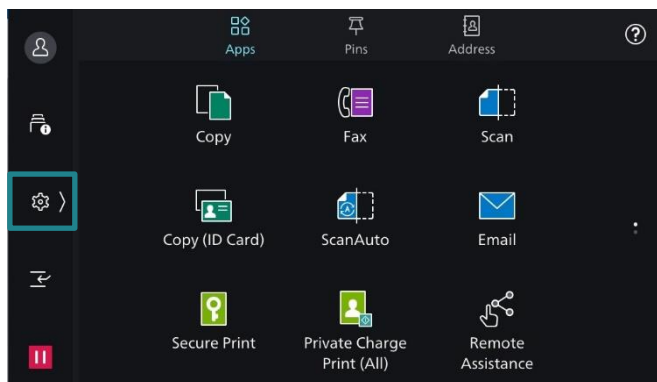 Apps
Pins
Address
Copy
Fax
Scan
Copy (ID Card)
ScanAuto
Email
Secure Print
Private Charge
Print (All)
Remote
Assistance